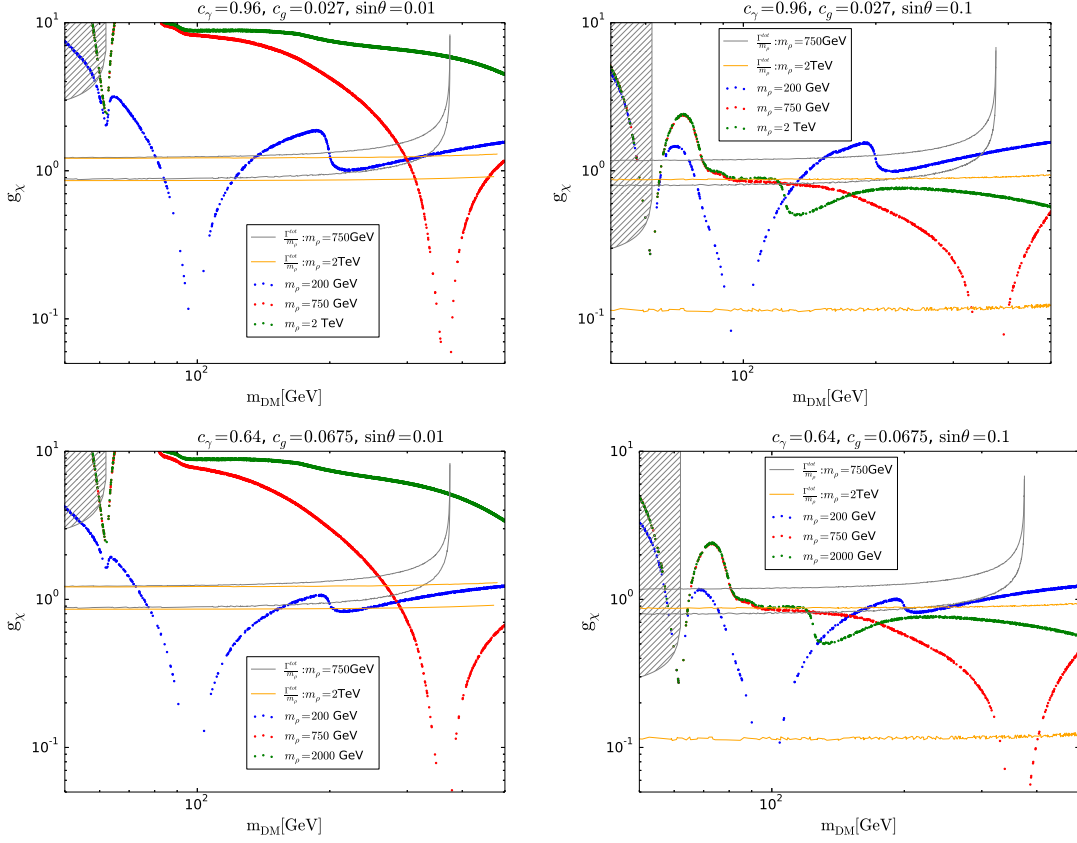 c_γ=0.96, c_g=0.027, sinθ=0.01
10^1
10^0
10^-1
g_χ
10^2
m_DM[GeV]
Γ^tot/m_ρ : m_ρ=750GeV
Γ^tot/m_ρ : m_ρ=2TeV
m_ρ=200 GeV
m_ρ=750 GeV
m_ρ=2 TeV
c_γ=0.96, c_g=0.027, sinθ=0.1
10^1
10^0
10^-1
g_χ
10^2
m_DM[GeV]
Γ^tot/m_ρ : m_ρ=750GeV
Γ^tot/m_ρ : m_ρ=2TeV
m_ρ=200 GeV
m_ρ=750 GeV
m_ρ=2 TeV
c_γ=0.64, c_g=0.0675, sinθ=0.01
10^1
10^0
10^-1
g_χ
10^2
m_DM[GeV]
Γ^tot/m_ρ : m_ρ=750GeV
Γ^tot/m_ρ : m_ρ=2TeV
m_ρ=200 GeV
m_ρ=750 GeV
m_ρ=2000 GeV
c_γ=0.64, c_g=0.0675, sinθ=0.1
10^1
10^0
10^-1
g_χ
10^2
m_DM[GeV]
Γ^tot/m_ρ : m_ρ=750GeV
Γ^tot/m_ρ : m_ρ=2TeV
m_ρ=200 GeV
m_ρ=750 GeV
m_ρ=2000 GeV